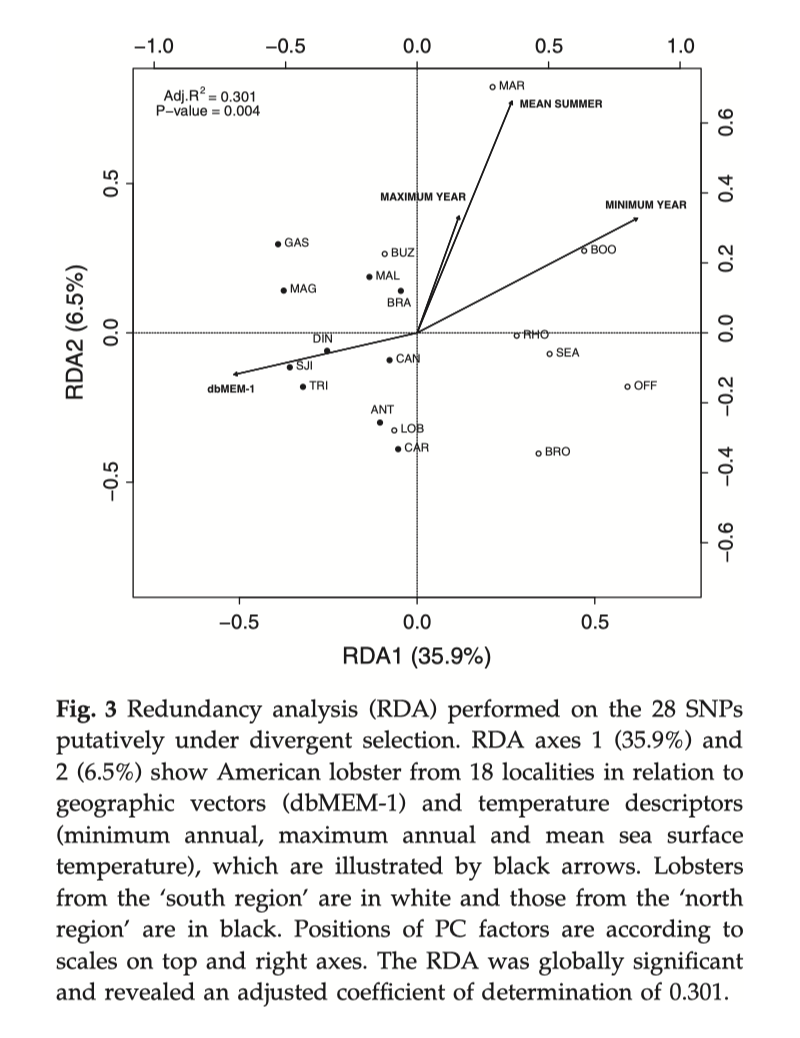 −1.0 −0.5 0.0 0.5 1.0
Adj.R² = 0.301
P−value = 0.004
MAR
MEAN SUMMER
0.6
0.5
MAXIMUM YEAR
0.4
MINIMUM YEAR
GAS
BUZ
BOO
0.2
MAL
MAG
BRA
RDA2 (6.5%)
0.0
DIN
RHO
0.0
CAN
SEA
SJI
dbMEM-1
TRI
OFF
−0.2
ANT
LOB
CAR
BRO
−0.4
−0.5
−0.6
−0.5 0.0 0.5
RDA1 (35.9%)
Fig. 3 Redundancy analysis (RDA) performed on the 28 SNPs
putatively under divergent selection. RDA axes 1 (35.9%) and
2 (6.5%) show American lobster from 18 localities in relation to
geographic vectors (dbMEM-1) and temperature descriptors
(minimum annual, maximum annual and mean sea surface
temperature), which are illustrated by black arrows. Lobsters
from the ‘south region’ are in white and those from the ‘north
region’ are in black. Positions of PC factors are according to
scales on top and right axes. The RDA was globally significant
and revealed an adjusted coefficient of determination of 0.301.